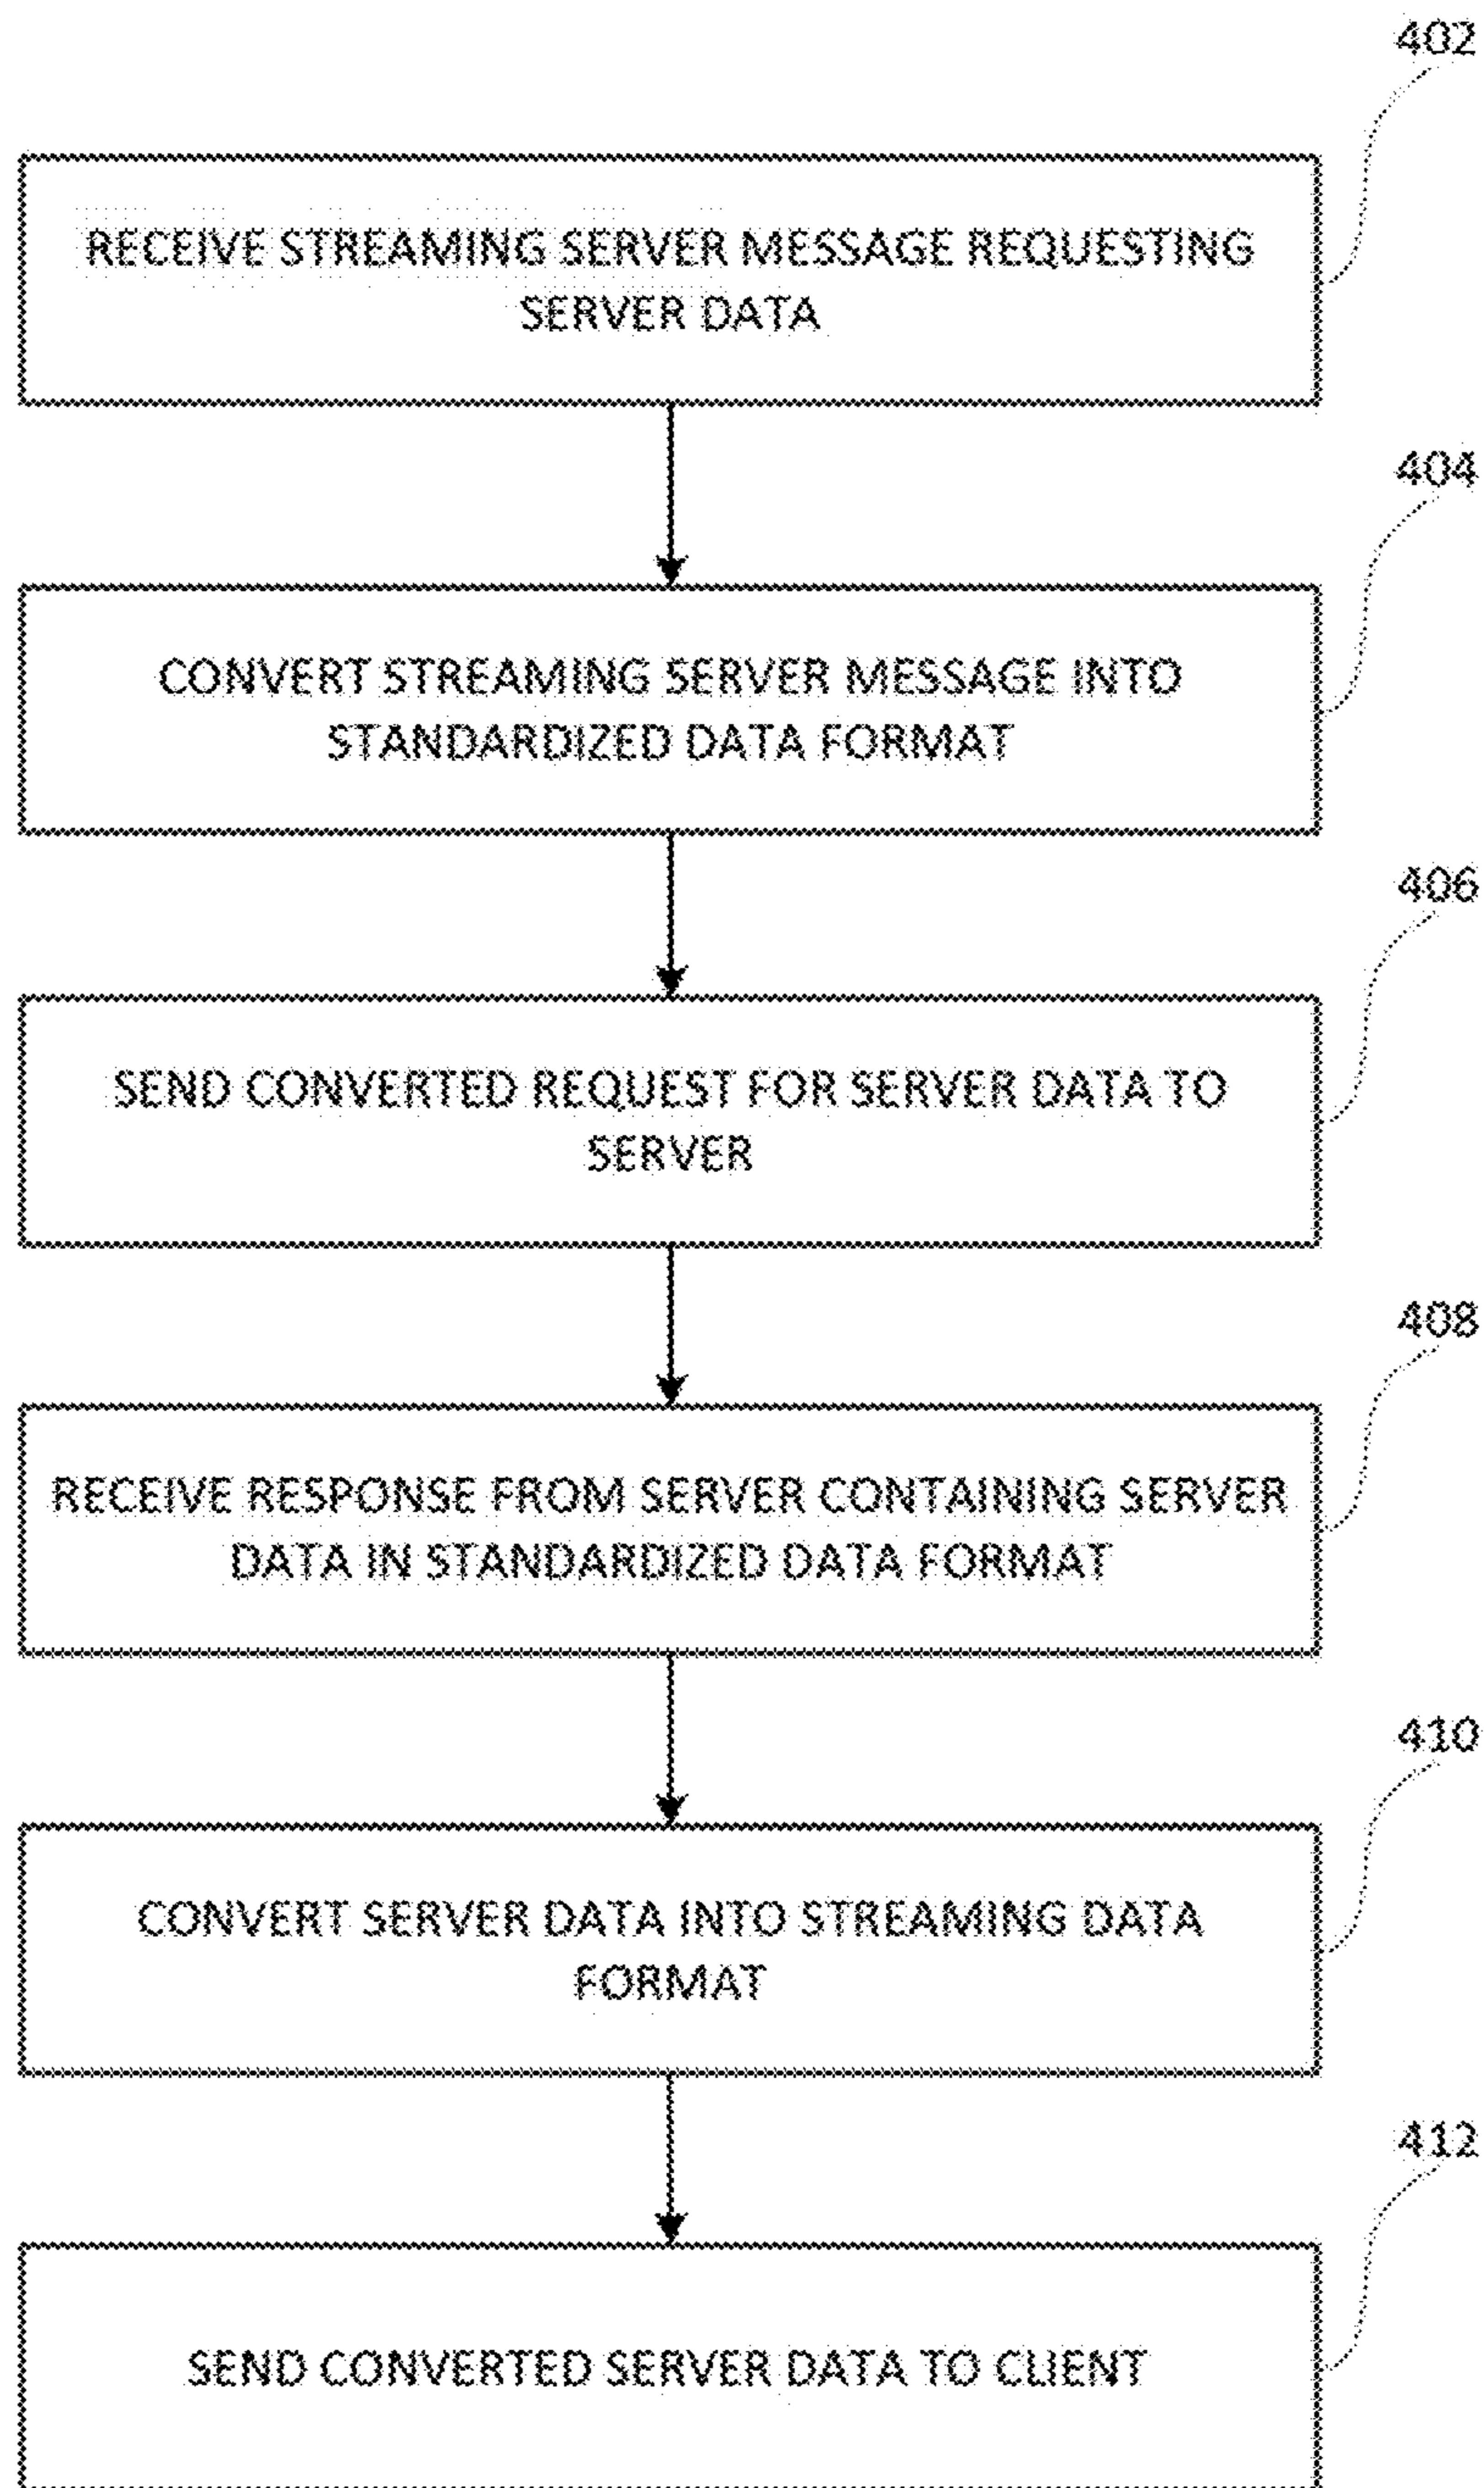 402
RECEIVE STREAMING SERVER MESSAGE REQUESTING
SERVER DATA
404
CONVERT STREAMING SERVER MESSAGE INTO
STANDARDIZED DATA FORMAT
406
SEND CONVERTED REQUEST FOR SERVER DATA TO
SERVER
408
RECEIVE RESPONSE FROM SERVER CONTAINING SERVER
DATA IN STANDARDIZED DATA FORMAT
410
CONVERT SERVER DATA INTO STREAMING DATA
FORMAT
412
SEND CONVERTED SERVER DATA TO CLIENT